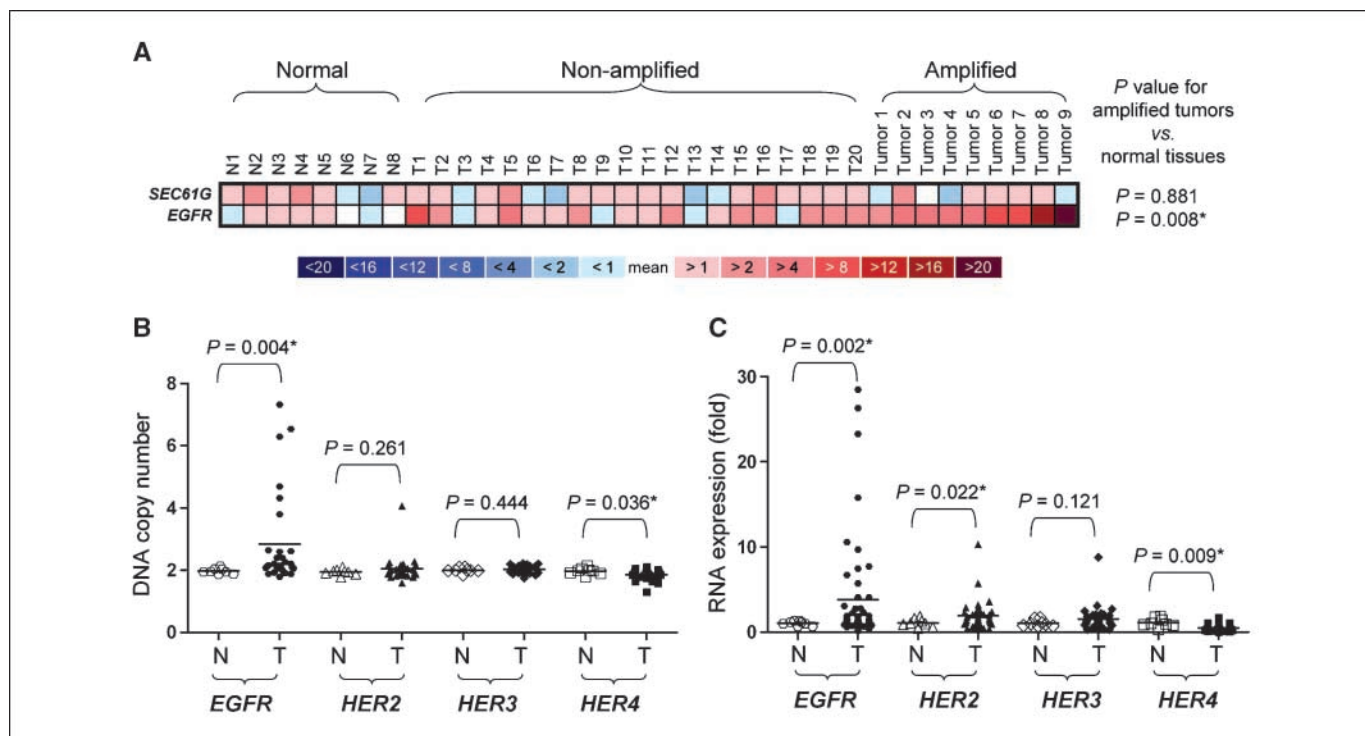 A
Normal
Non-amplified
Amplified
P value for
amplified tumors
vs.
normal tissues
N1 N2 N3 N4 N5 N6 N7 N8 T1 T2 T3 T4 T5 T6 T7 T8 T9 T10 T11 T12 T13 T14 T15 T16 T17 T18 T19 T20 Tumor 1 Tumor 2 Tumor 3 Tumor 4 Tumor 5 Tumor 6 Tumor 7 Tumor 8 Tumor 9
SEC61G P = 0.881
EGFR P = 0.008*
<20 <16 <12 < 8 < 4 < 2 < 1 mean > 1 > 2 > 4 > 8 >12 >16 >20
B
P = 0.004*
P = 0.261
P = 0.444
P = 0.036*
DNA copy number
8
6
4
2
0
N T N T N T N T
EGFR HER2 HER3 HER4
C
P = 0.002*
P = 0.022*
P = 0.121
P = 0.009*
RNA expression (fold)
30
20
10
0
N T N T N T N T
EGFR HER2 HER3 HER4